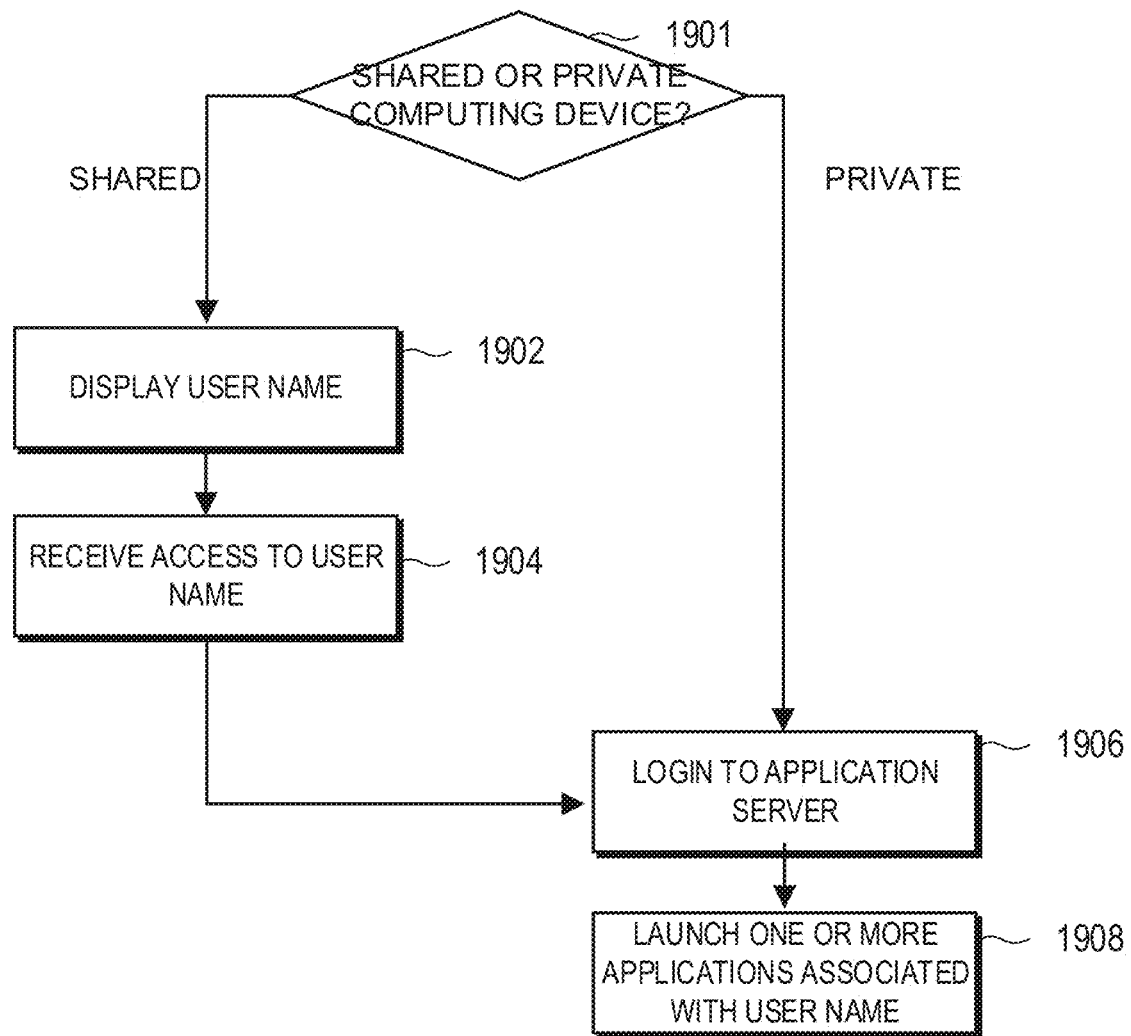 1901
SHARED OR PRIVATE
COMPUTING DEVICE?
SHARED
PRIVATE
1902
DISPLAY USER NAME
RECEIVE ACCESS TO USER
NAME
1904
1906
LOGIN TO APPLICATION
SERVER
LAUNCH ONE OR MORE
APPLICATIONS ASSOCIATED
WITH USER NAME
1908